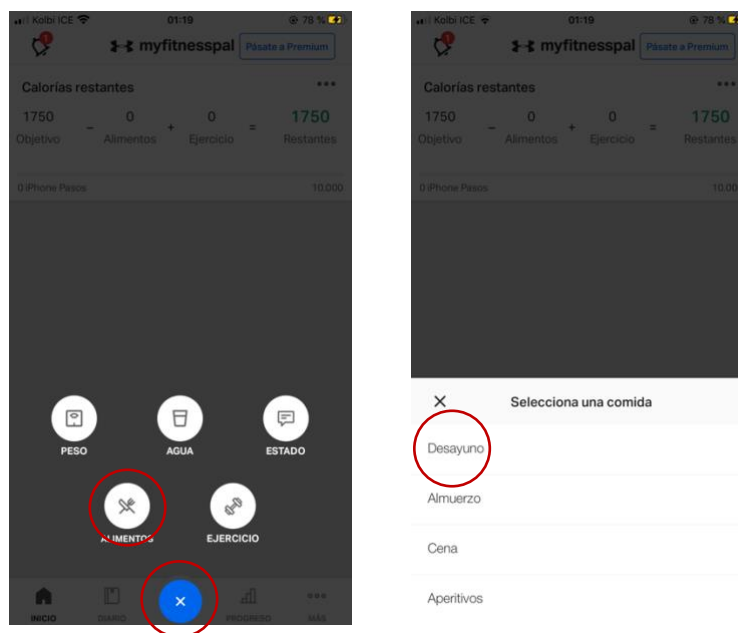 Kolbi ICE 01:19 78 %
myfitnesspal Pásate a Premium
Calorías restantes
1750 - 0 + 0 = 1750
Objetivo Alimentos Ejercicio Restantes
0 iPhone Pasos 10.000
PESO AGUA ESTADO
ALIMENTOS EJERCICIO
INICIO DIARIO PROGRESO MÁS
Kolbi ICE 01:19 78 %
myfitnesspal Pásate a Premium
Calorías restantes
1750 - 0 + 0 = 1750
Objetivo Alimentos Ejercicio Restantes
0 iPhone Pasos 10.00
Selecciona una comida
Desayuno
Almuerzo
Cena
Aperitivos